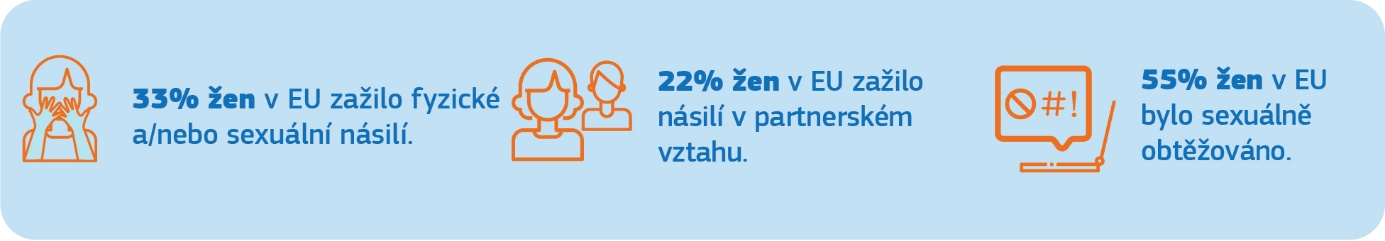 33% žen v EU zažilo fyzické
a/nebo sexuální násilí.
22% žen v EU zažilo
násilí v partnerském
vztahu.
#!
55% žen v EU
bylo sexuálně
obtěžováno.